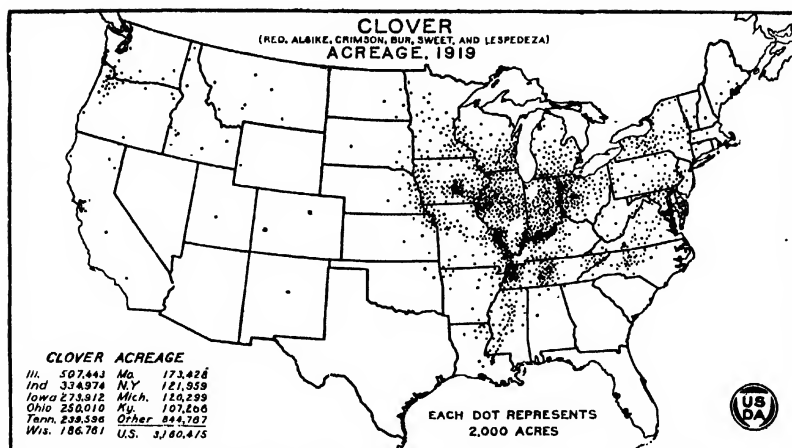 CLOVER
(RED, ALSIKE, CRIMSON, BUR, SWEET, AND LESPEDEZA)
ACREAGE, 1919
CLOVER ACREAGE
Ill. 507,443 Mo. 173,428
Ind 334,974 N.Y 121,959
Iowa 273,912 Mich. 120,299
Ohio 250,010 Ky. 107,266
Tenn. 239,596 Other 844,767
Wis. 186,761 U.S. 3,160,415
EACH DOT REPRESENTS
2,000 ACRES
US
DA